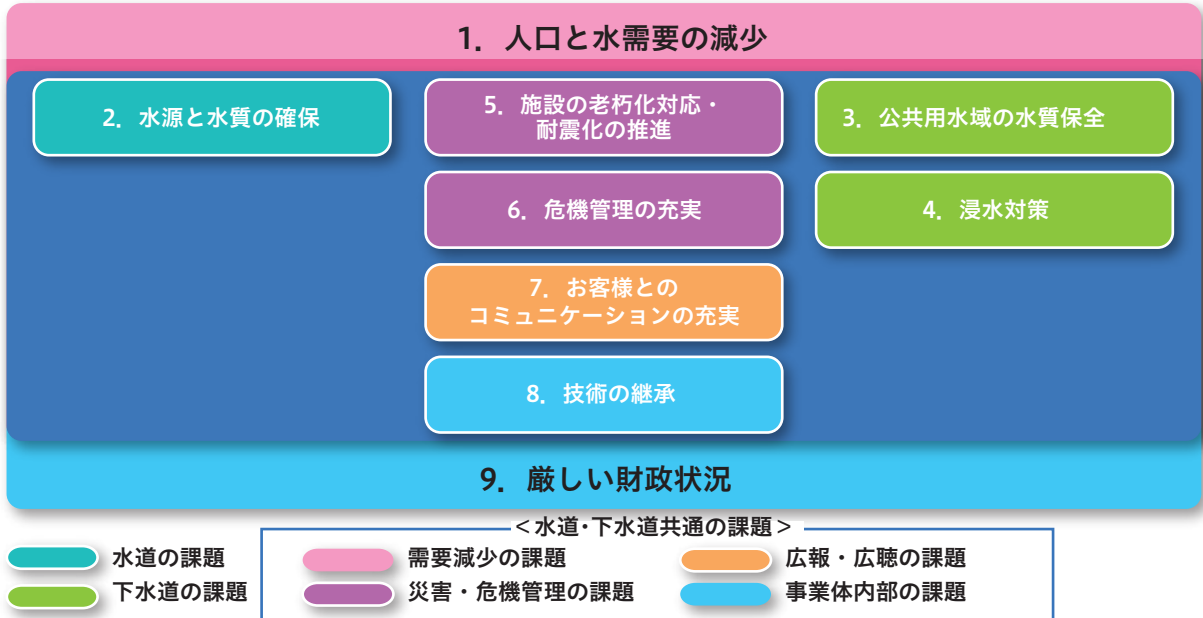 1. 人口と水需要の減少
2. 水源と水質の確保
5. 施設の老朽化対応・
耐震化の推進
3. 公共用水域の水質保全
6. 危機管理の充実
4. 浸水対策
7. お客様との
コミュニケーションの充実
8. 技術の継承
9. 厳しい財政状況
＜水道・下水道共通の課題＞
水道の課題
需要減少の課題
広報・広聴の課題
下水道の課題
災害・危機管理の課題
事業体内部の課題